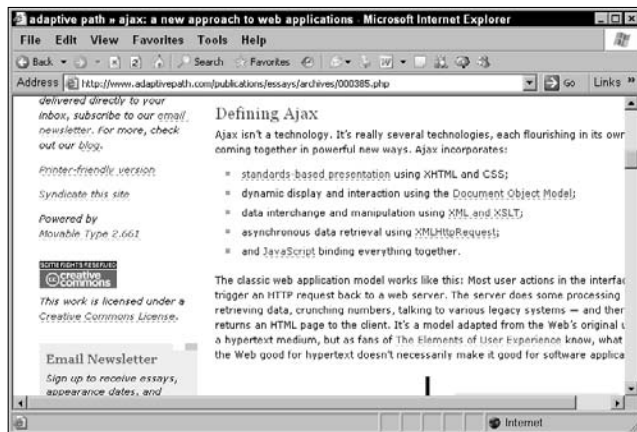 adaptive path » ajax: a new approach to web applications - Microsoft Internet Explorer
File Edit View Favorites Tools Help
Back Search Favorites
Address http://www.adaptivepath.com/publications/essays/archives/000385.php Go Links »
delivered directly to your
inbox, subscribe to our email
newsletter. For more, check
out our blog.
Printer-friendly version
Syndicate this site
Powered by
Movable Type 2.661
SOME RIGHTS RESERVED
cc creative commons
This work is licensed under a
Creative Commons License.
Email Newsletter
Sign up to receive essays,
appearance dates, and
Defining Ajax
Ajax isn't a technology. It's really several technologies, each flourishing in its own
coming together in powerful new ways. Ajax incorporates:
standards-based presentation using XHTML and CSS;
dynamic display and interaction using the Document Object Model;
data interchange and manipulation using XML and XSLT;
asynchronous data retrieval using XMLHttpRequest;
and JavaScript binding everything together.
The classic web application model works like this: Most user actions in the interfac
trigger an HTTP request back to a web server. The server does some processing
retrieving data, crunching numbers, talking to various legacy systems — and then
returns an HTML page to the client. It's a model adapted from the Web's original u
a hypertext medium, but as fans of The Elements of User Experience know, what
the Web good for hypertext doesn't necessarily make it good for software applica
Internet